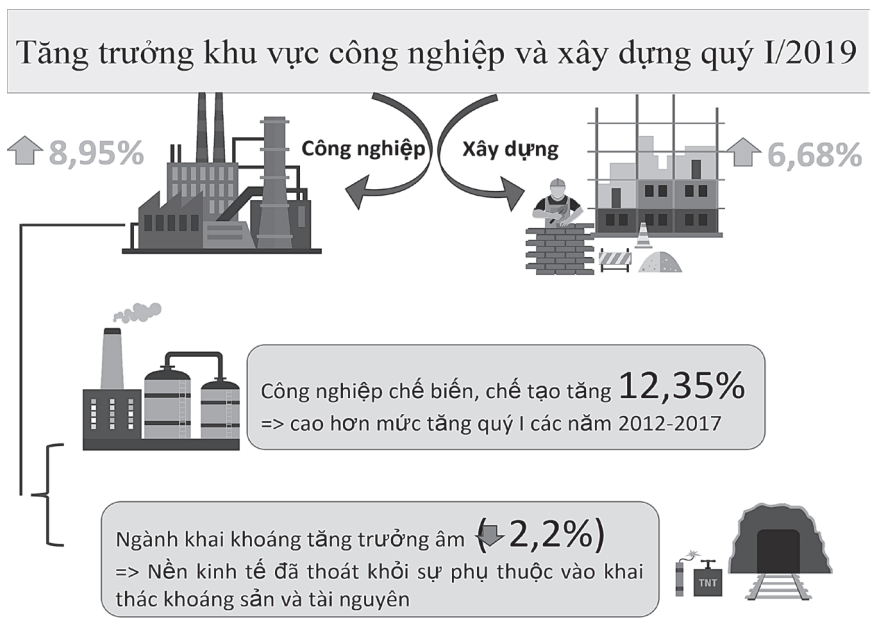 Tăng trưởng khu vực công nghiệp và xây dựng quý I/2019
8,95%
Công nghiệp
Xây dựng
6,68%
Công nghiệp chế biến, chế tạo tăng 12,35%
=> cao hơn mức tăng quý I các năm 2012-2017
Ngành khai khoáng tăng trưởng âm (2,2%)
=> Nền kinh tế đã thoát khỏi sự phụ thuộc vào khai
thác khoáng sản và tài nguyên
TNT